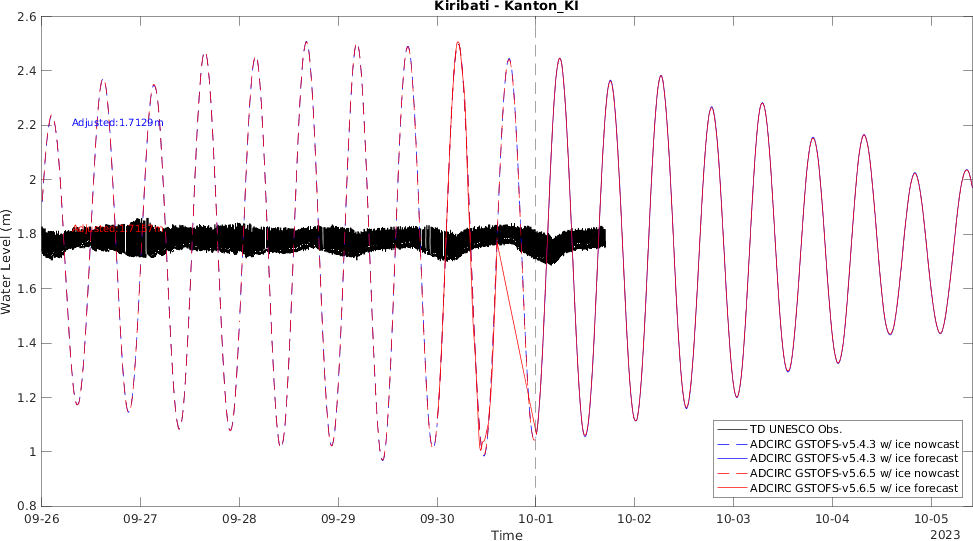 Kiribati - Kanton_KI
2.6
2.4
2.2
2
1.8
1.6
1.4
1.2
1
0.8
Water Level (m)
Adjusted:1.7129m
09-26
09-27
09-28
09-29
09-30
10-01
10-02
10-03
10-04
10-05
2023
Time
TD UNESCO Obs.
ADCIRC GSTOFS-v5.4.3 w/ ice nowcast
ADCIRC GSTOFS-v5.4.3 w/ ice forecast
ADCIRC GSTOFS-v5.6.5 w/ ice nowcast
ADCIRC GSTOFS-v5.6.5 w/ ice forecast